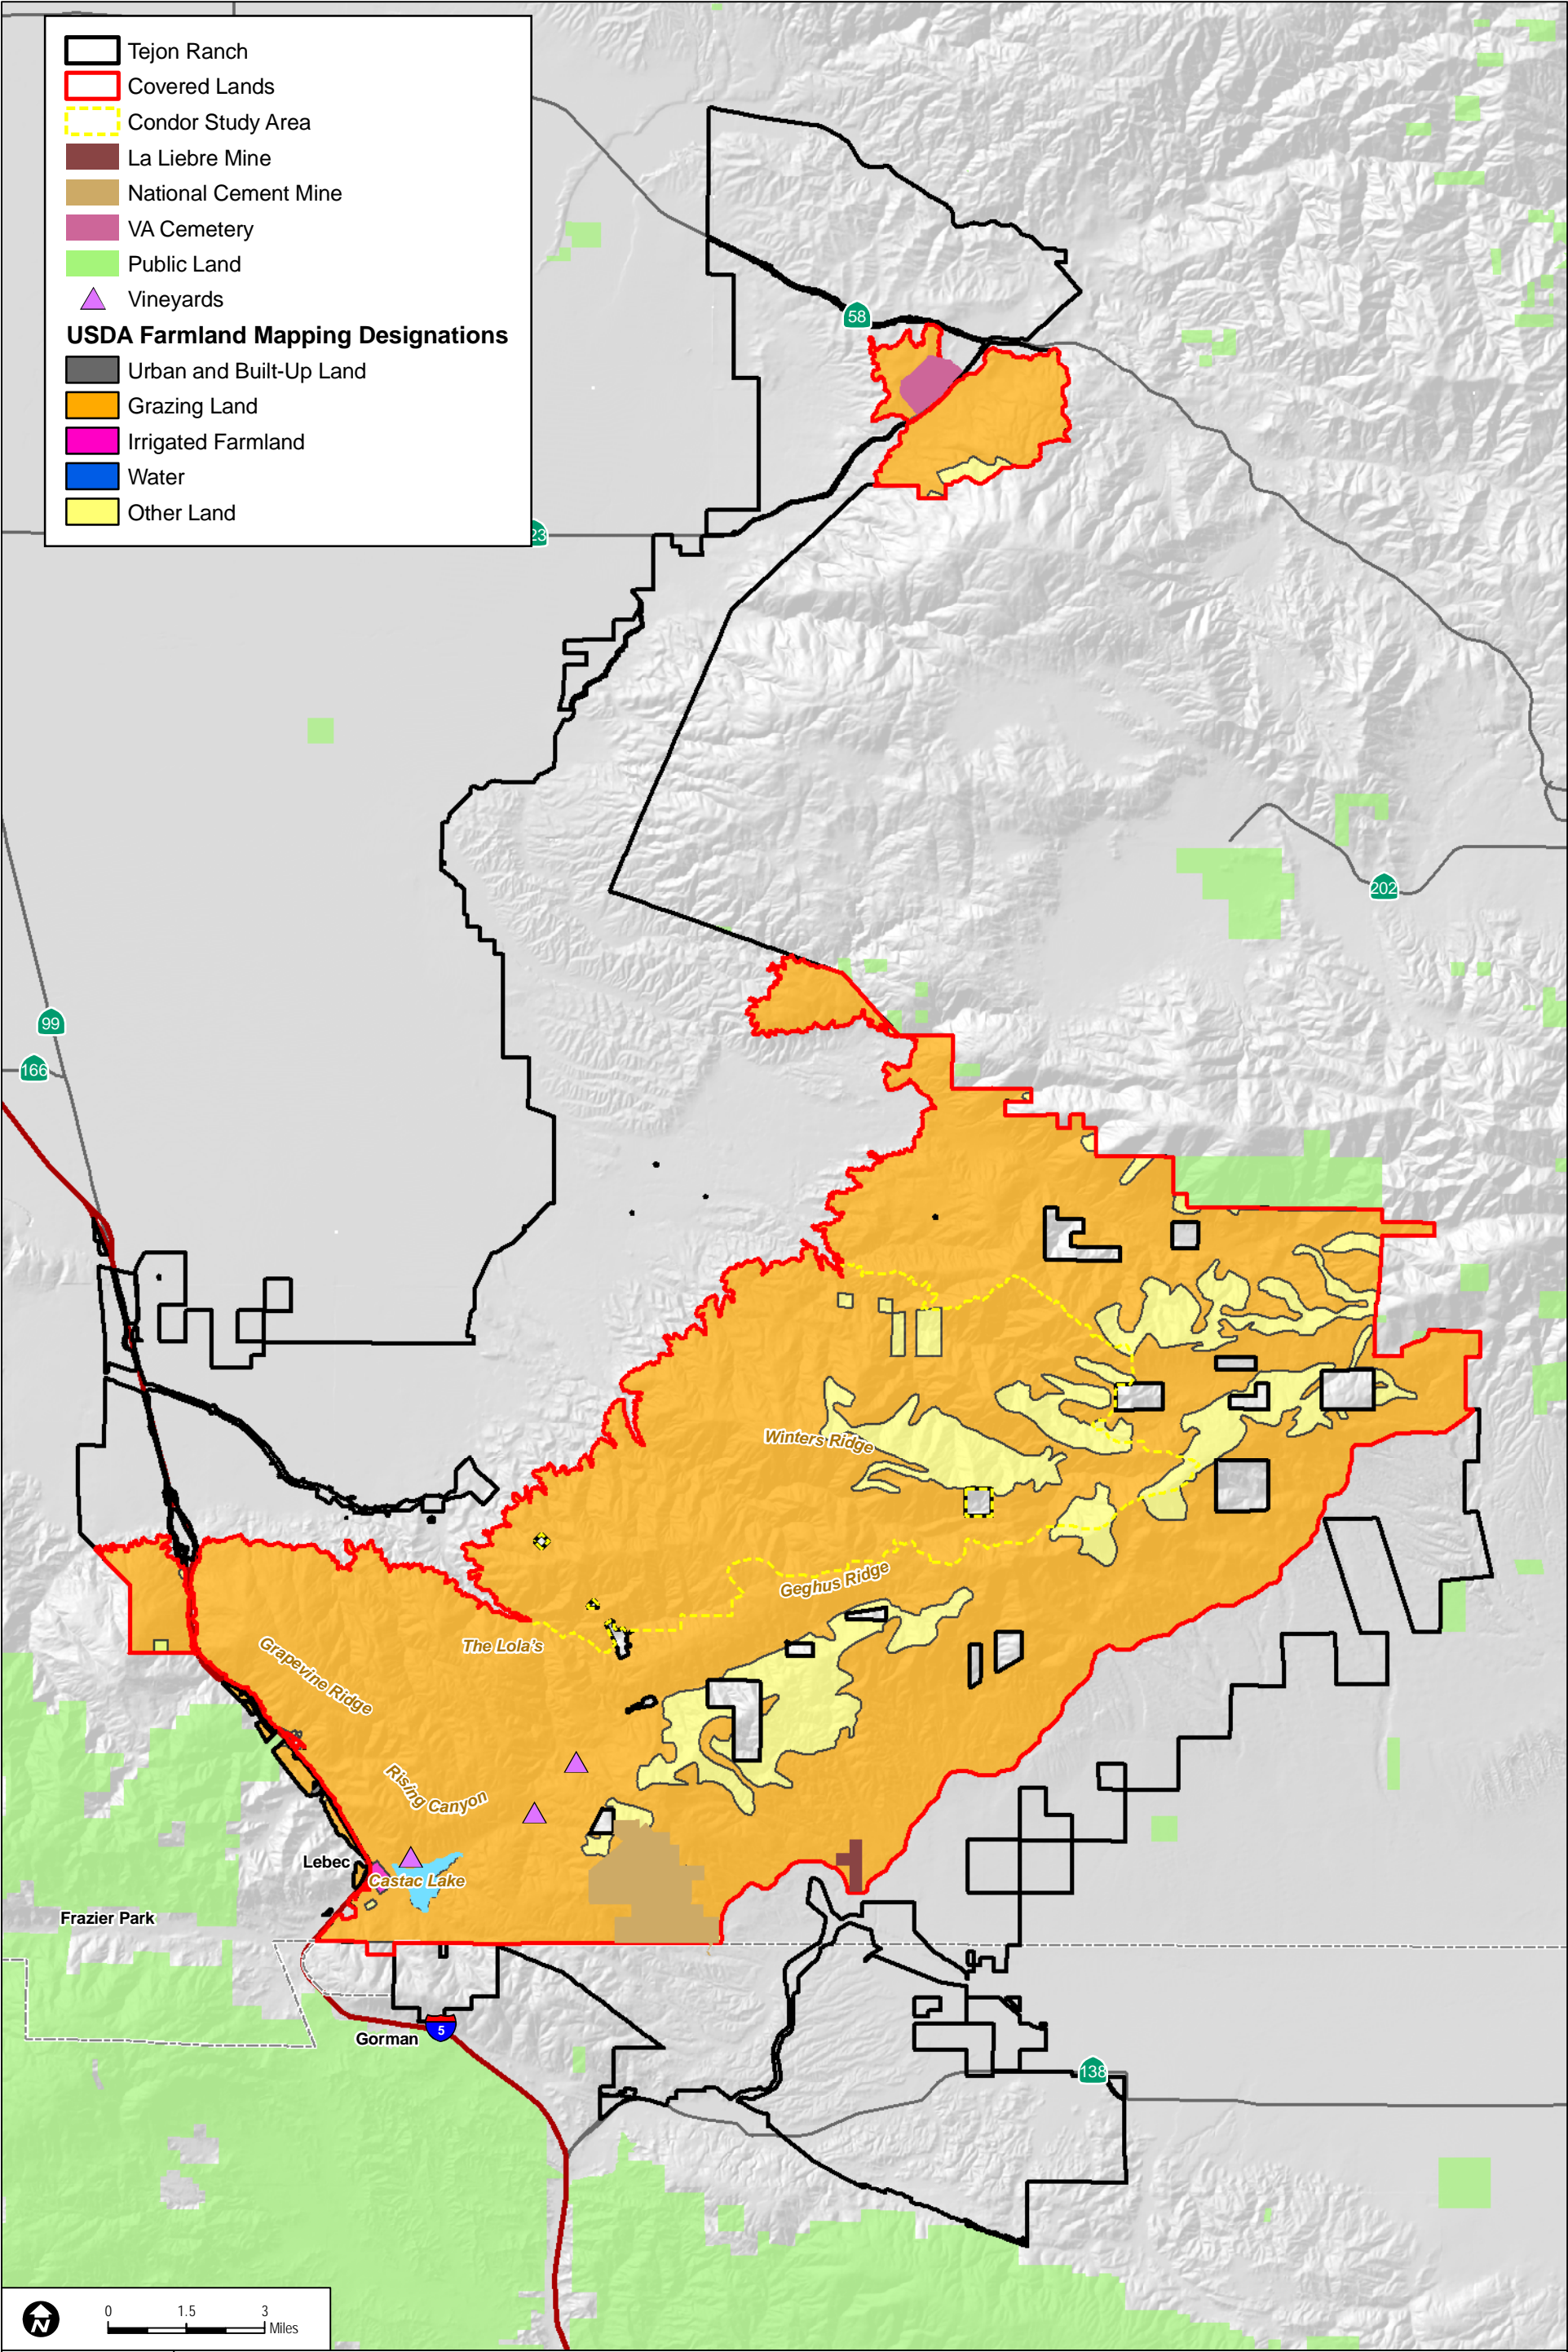 Tejon Ranch
Covered Lands
Condor Study Area
La Liebre Mine
National Cement Mine
VA Cemetery
Public Land
Vineyards
USDA Farmland Mapping Designations
Urban and Built-Up Land
Grazing Land
Irrigated Farmland
Water
Other Land
58
23
202
99
166
Winters Ridge
Geghus Ridge
The Lola's
Grapevine Ridge
Rising Canyon
Lebec
Castac Lake
Frazier Park
Gorman
5
138
N
0 1.5 3
Miles